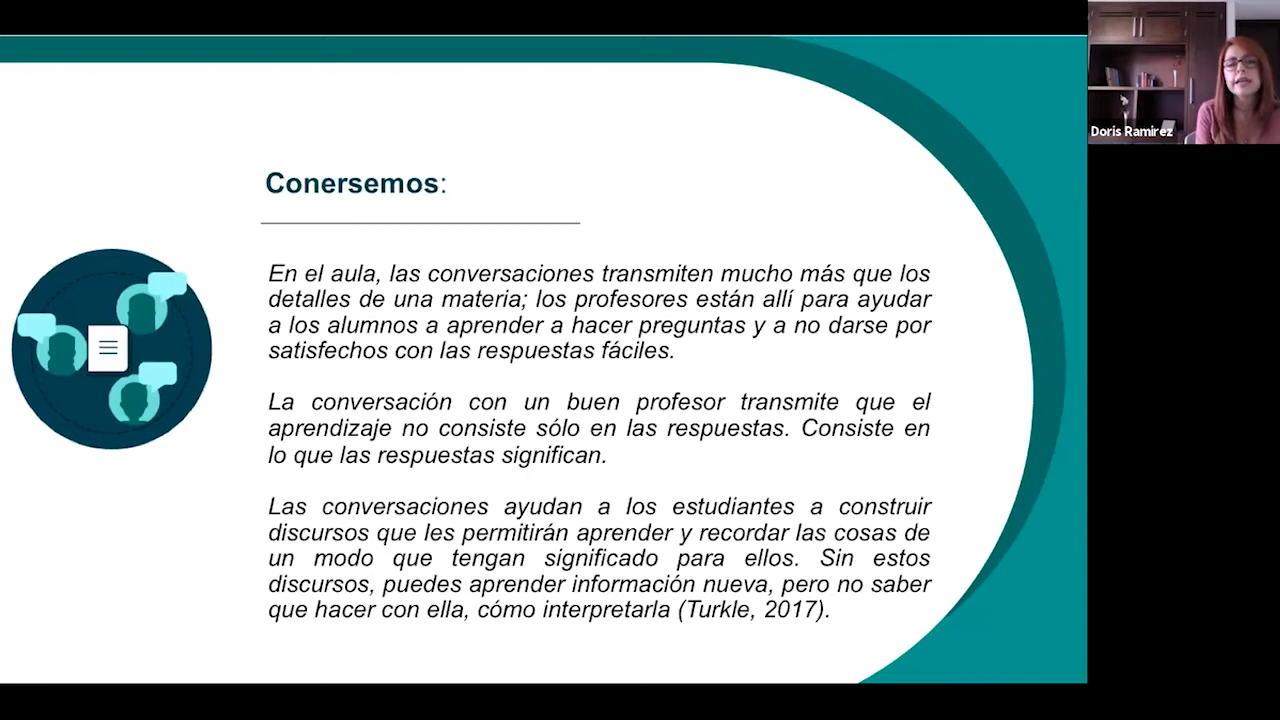 Conersemos:
En el aula, las conversaciones transmiten mucho más que los
detalles de una materia; los profesores están allí para ayudar
a los alumnos a aprender a hacer preguntas y a no darse por
satisfechos con las respuestas fáciles.
La conversación con un buen profesor transmite que el
aprendizaje no consiste sólo en las respuestas. Consiste en
lo que las respuestas significan.
Las conversaciones ayudan a los estudiantes a construir
discursos que les permitirán aprender y recordar las cosas de
un modo que tengan significado para ellos. Sin estos
discursos, puedes aprender información nueva, pero no saber
que hacer con ella, cómo interpretarla (Turkle, 2017).
Doris Ramirez